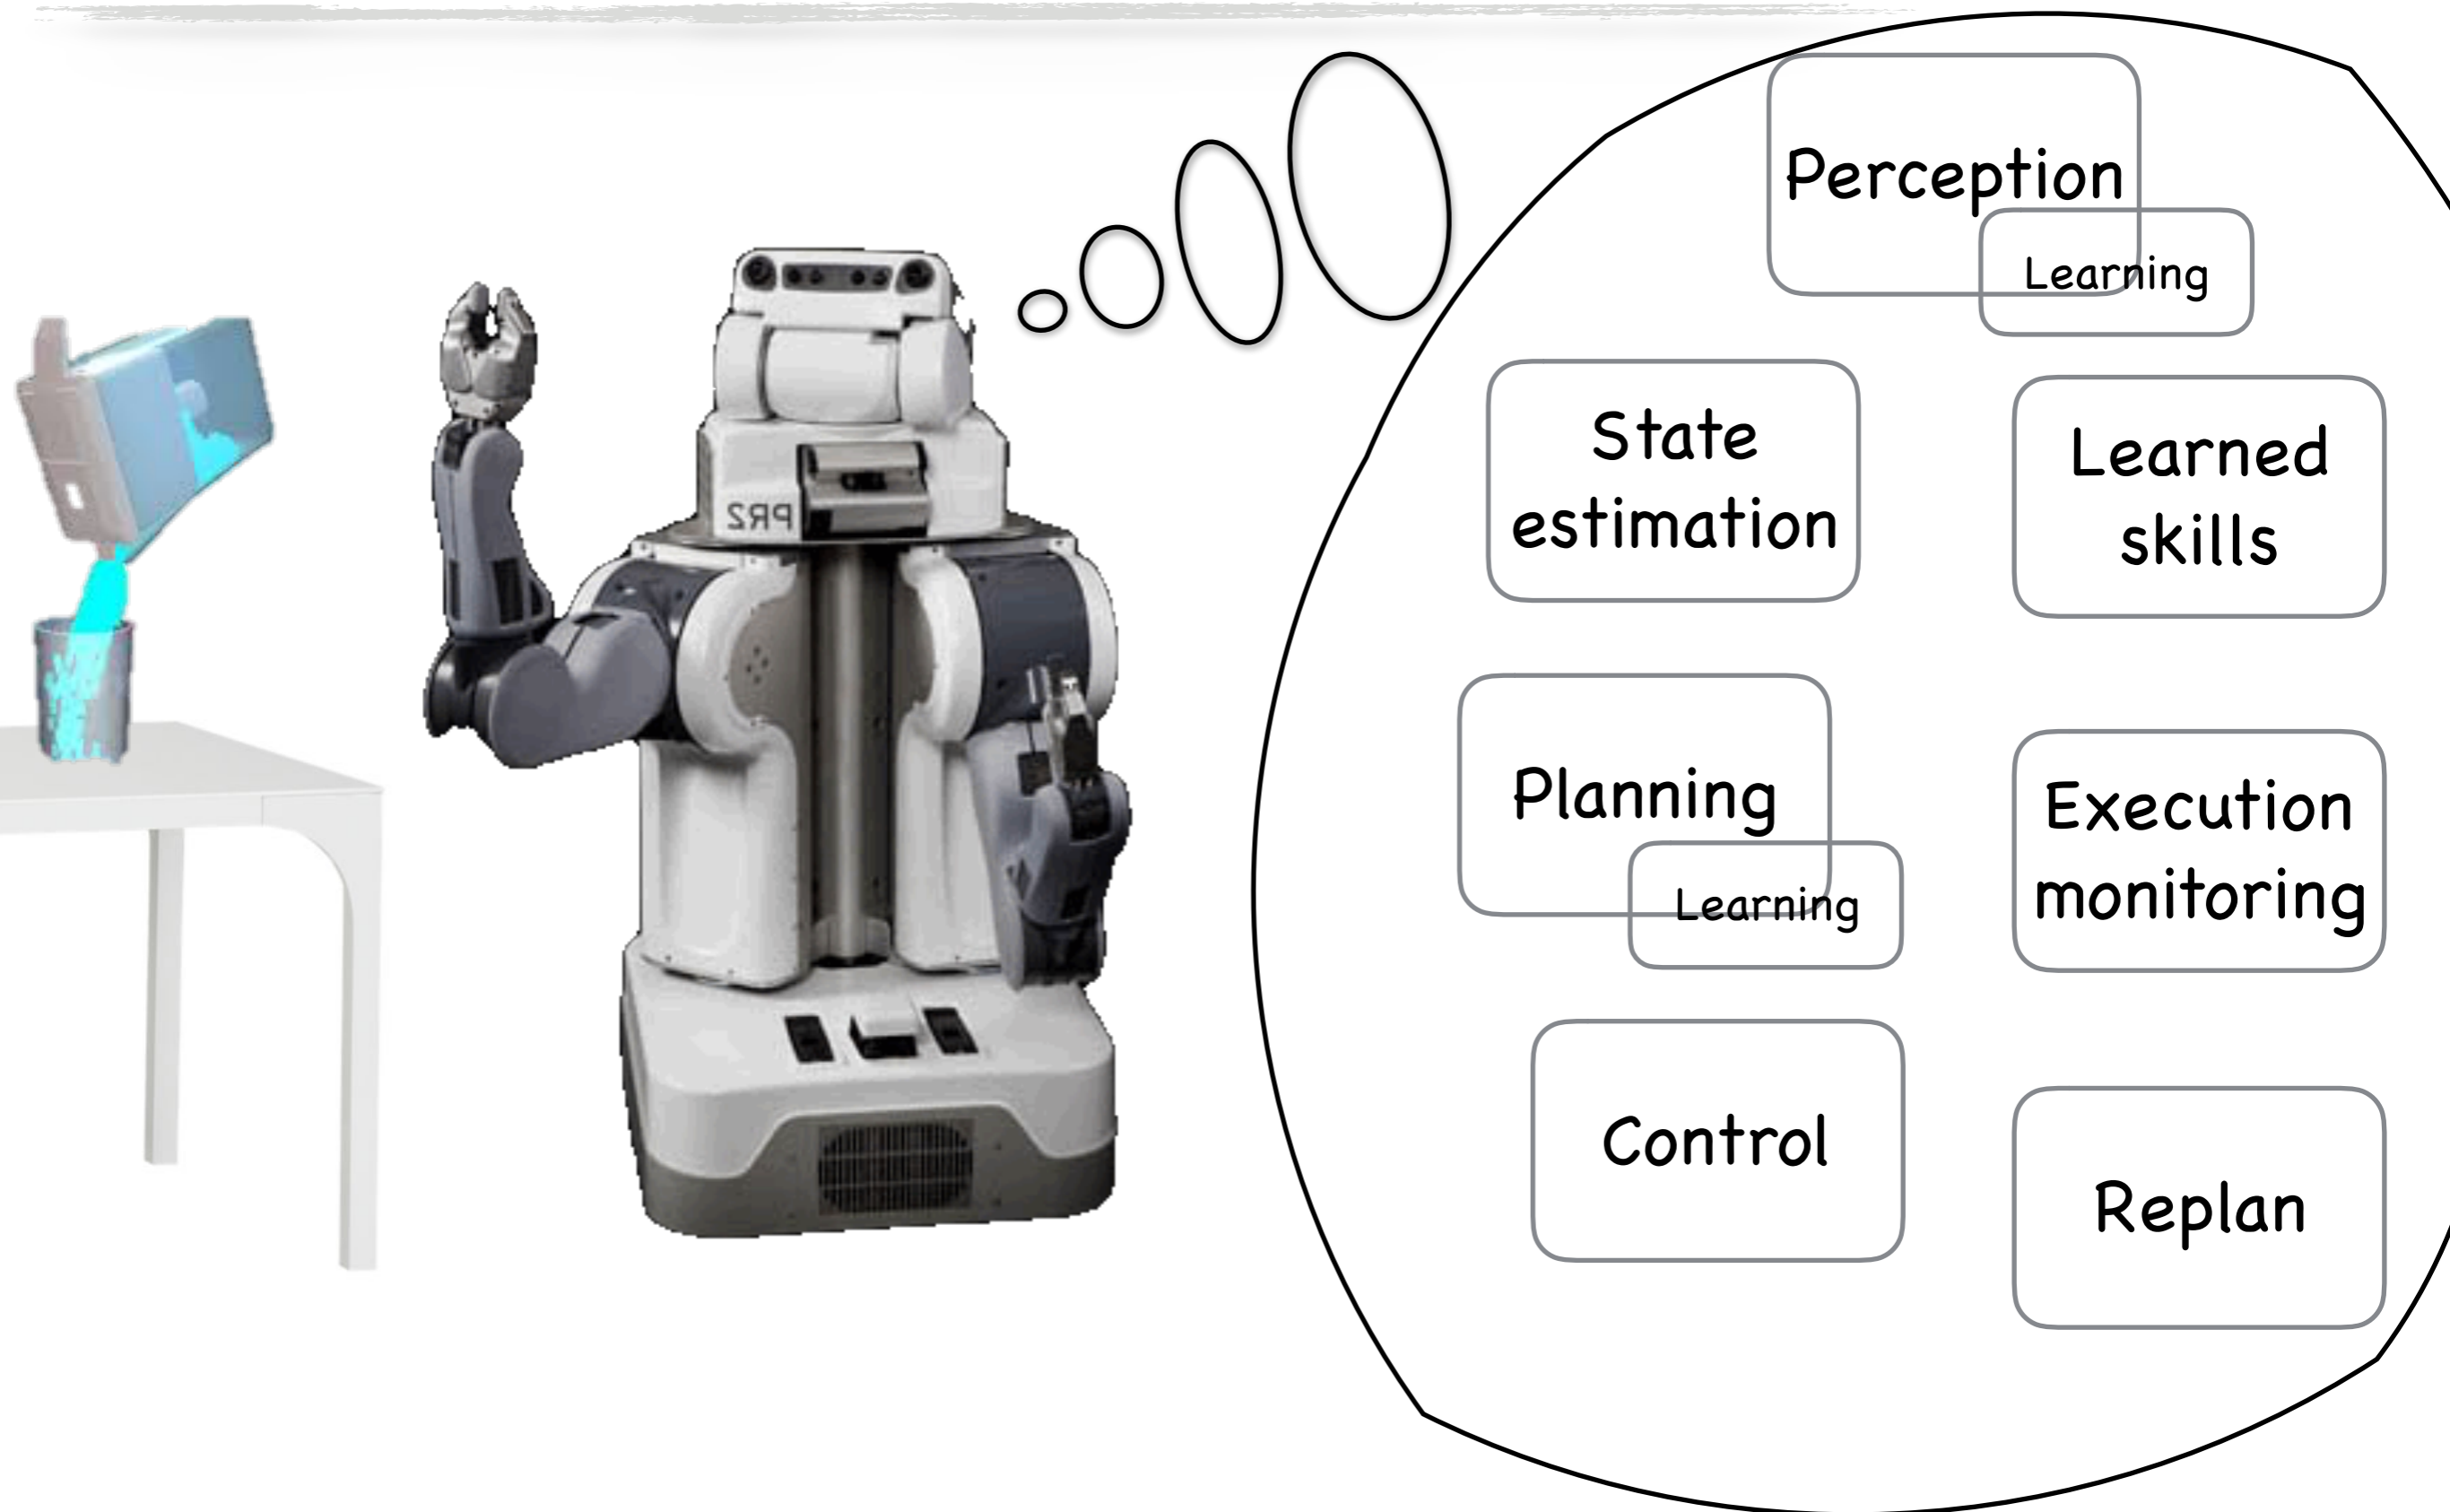 Perception
Learning
State
estimation
Learned
skills
Planning
Learning
Execution
monitoring
Control
Replan
PR2